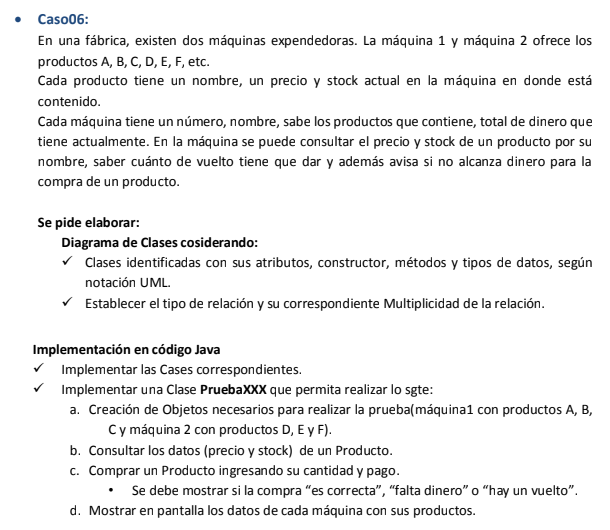 • Caso06:
En una fábrica, existen dos máquinas expendedoras. La máquina 1 y máquina 2 ofrece los
productos A, B, C, D, E, F, etc.
Cada producto tiene un nombre, un precio y stock actual en la máquina en donde está
contenido.
Cada máquina tiene un número, nombre, sabe los productos que contiene, total de dinero que
tiene actualmente. En la máquina se puede consultar el precio y stock de un producto por su
nombre, saber cuánto de vuelto tiene que dar y además avisa si no alcanza dinero para la
compra de un producto.
Se pide elaborar:
Diagrama de Clases cosiderando:
✓ Clases identificadas con sus atributos, constructor, métodos y tipos de datos, según
notación UML.
✓ Establecer el tipo de relación y su correspondiente Multiplicidad de la relación.
Implementación en código Java
✓ Implementar las Cases correspondientes.
✓ Implementar una Clase PruebaXXX que permita realizar lo sgte:
a. Creación de Objetos necesarios para realizar la prueba(máquina1 con productos A, B,
C y máquina 2 con productos D, E y F).
b. Consultar los datos (precio y stock) de un Producto.
c. Comprar un Producto ingresando su cantidad y pago.
• Se debe mostrar si la compra “es correcta”, “falta dinero” o “hay un vuelto”.
d. Mostrar en pantalla los datos de cada máquina con sus productos.